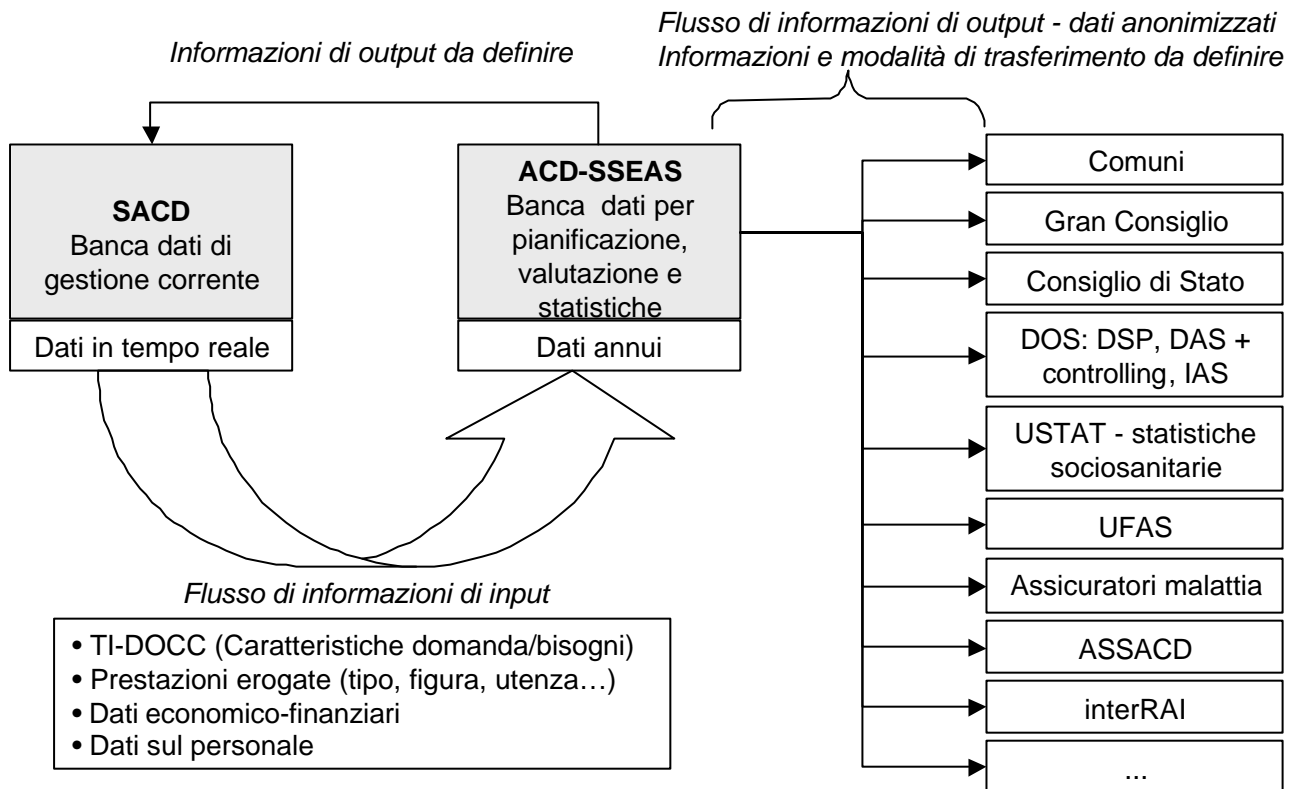 Informazioni di output da definire
Flusso di informazioni di output - dati anonimizzati
Informazioni e modalità di trasferimento da definire
SACD
Banca dati di
gestione corrente
Dati in tempo reale
ACD-SSEAS
Banca dati per
pianificazione,
valutazione e
statistiche
Dati annui
Comuni
Gran Consiglio
Consiglio di Stato
DOS: DSP, DAS +
controlling, IAS
USTAT - statistiche
sociosanitarie
UFAS
Assicuratori malattia
ASSACD
interRAI
...
Flusso di informazioni di input
• TI-DOCC (Caratteristiche domanda/bisogni)
• Prestazioni erogate (tipo, figura, utenza…)
• Dati economico-finanziari
• Dati sul personale